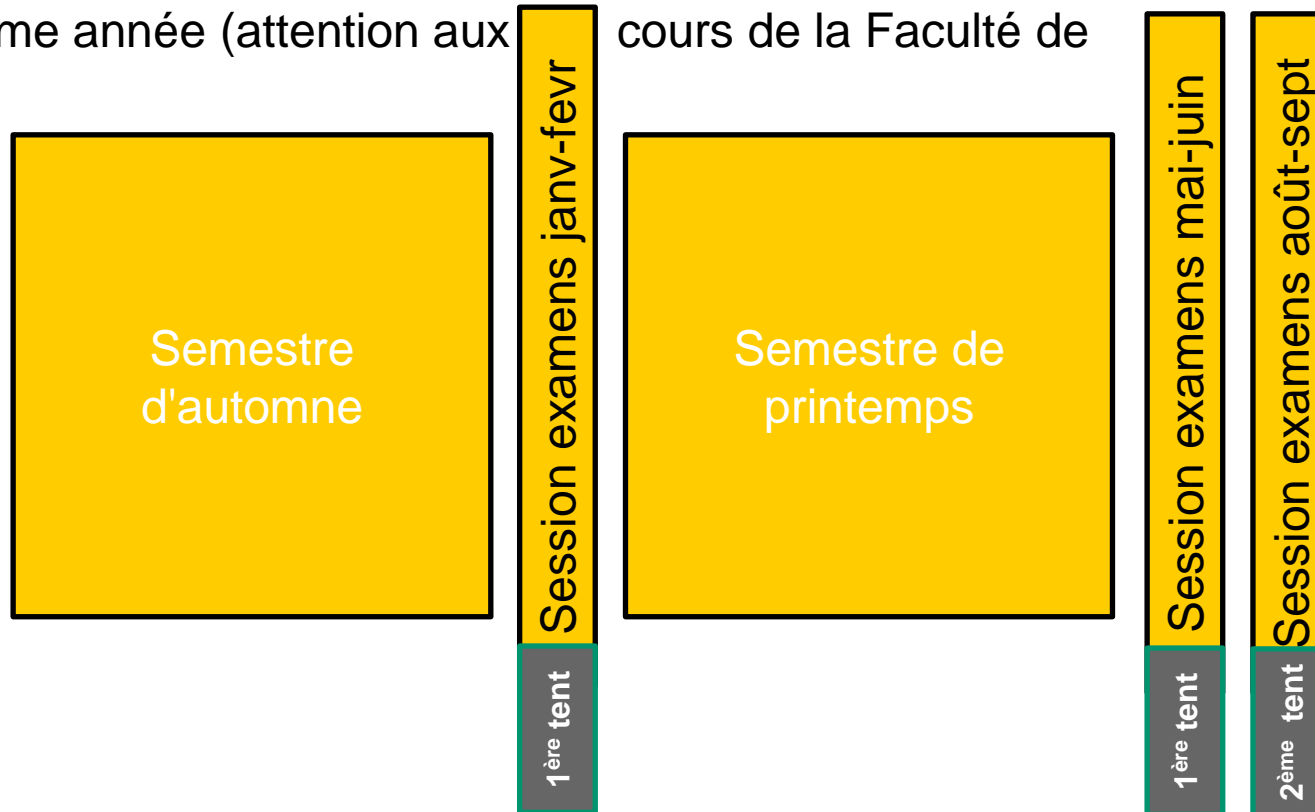 me année (attention aux cours de la Faculté de
Semestre
d'automne
Session examens janv-fevr
1ère tent
Semestre de
printemps
Session examens mai-juin
1ère tent
Session examens août-sept
2ème tent